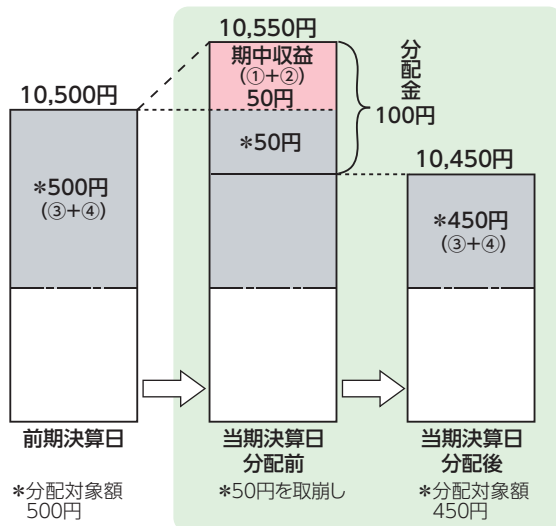 10,500円
*500円
(③+④)
前期決算日
*分配対象額
500円
10,550円
期中収益
(①+②)
50円
*50円
分配金
100円
当期決算日
分配前
*50円を取崩し
10,450円
*450円
(③+④)
当期決算日
分配後
*分配対象額
450円